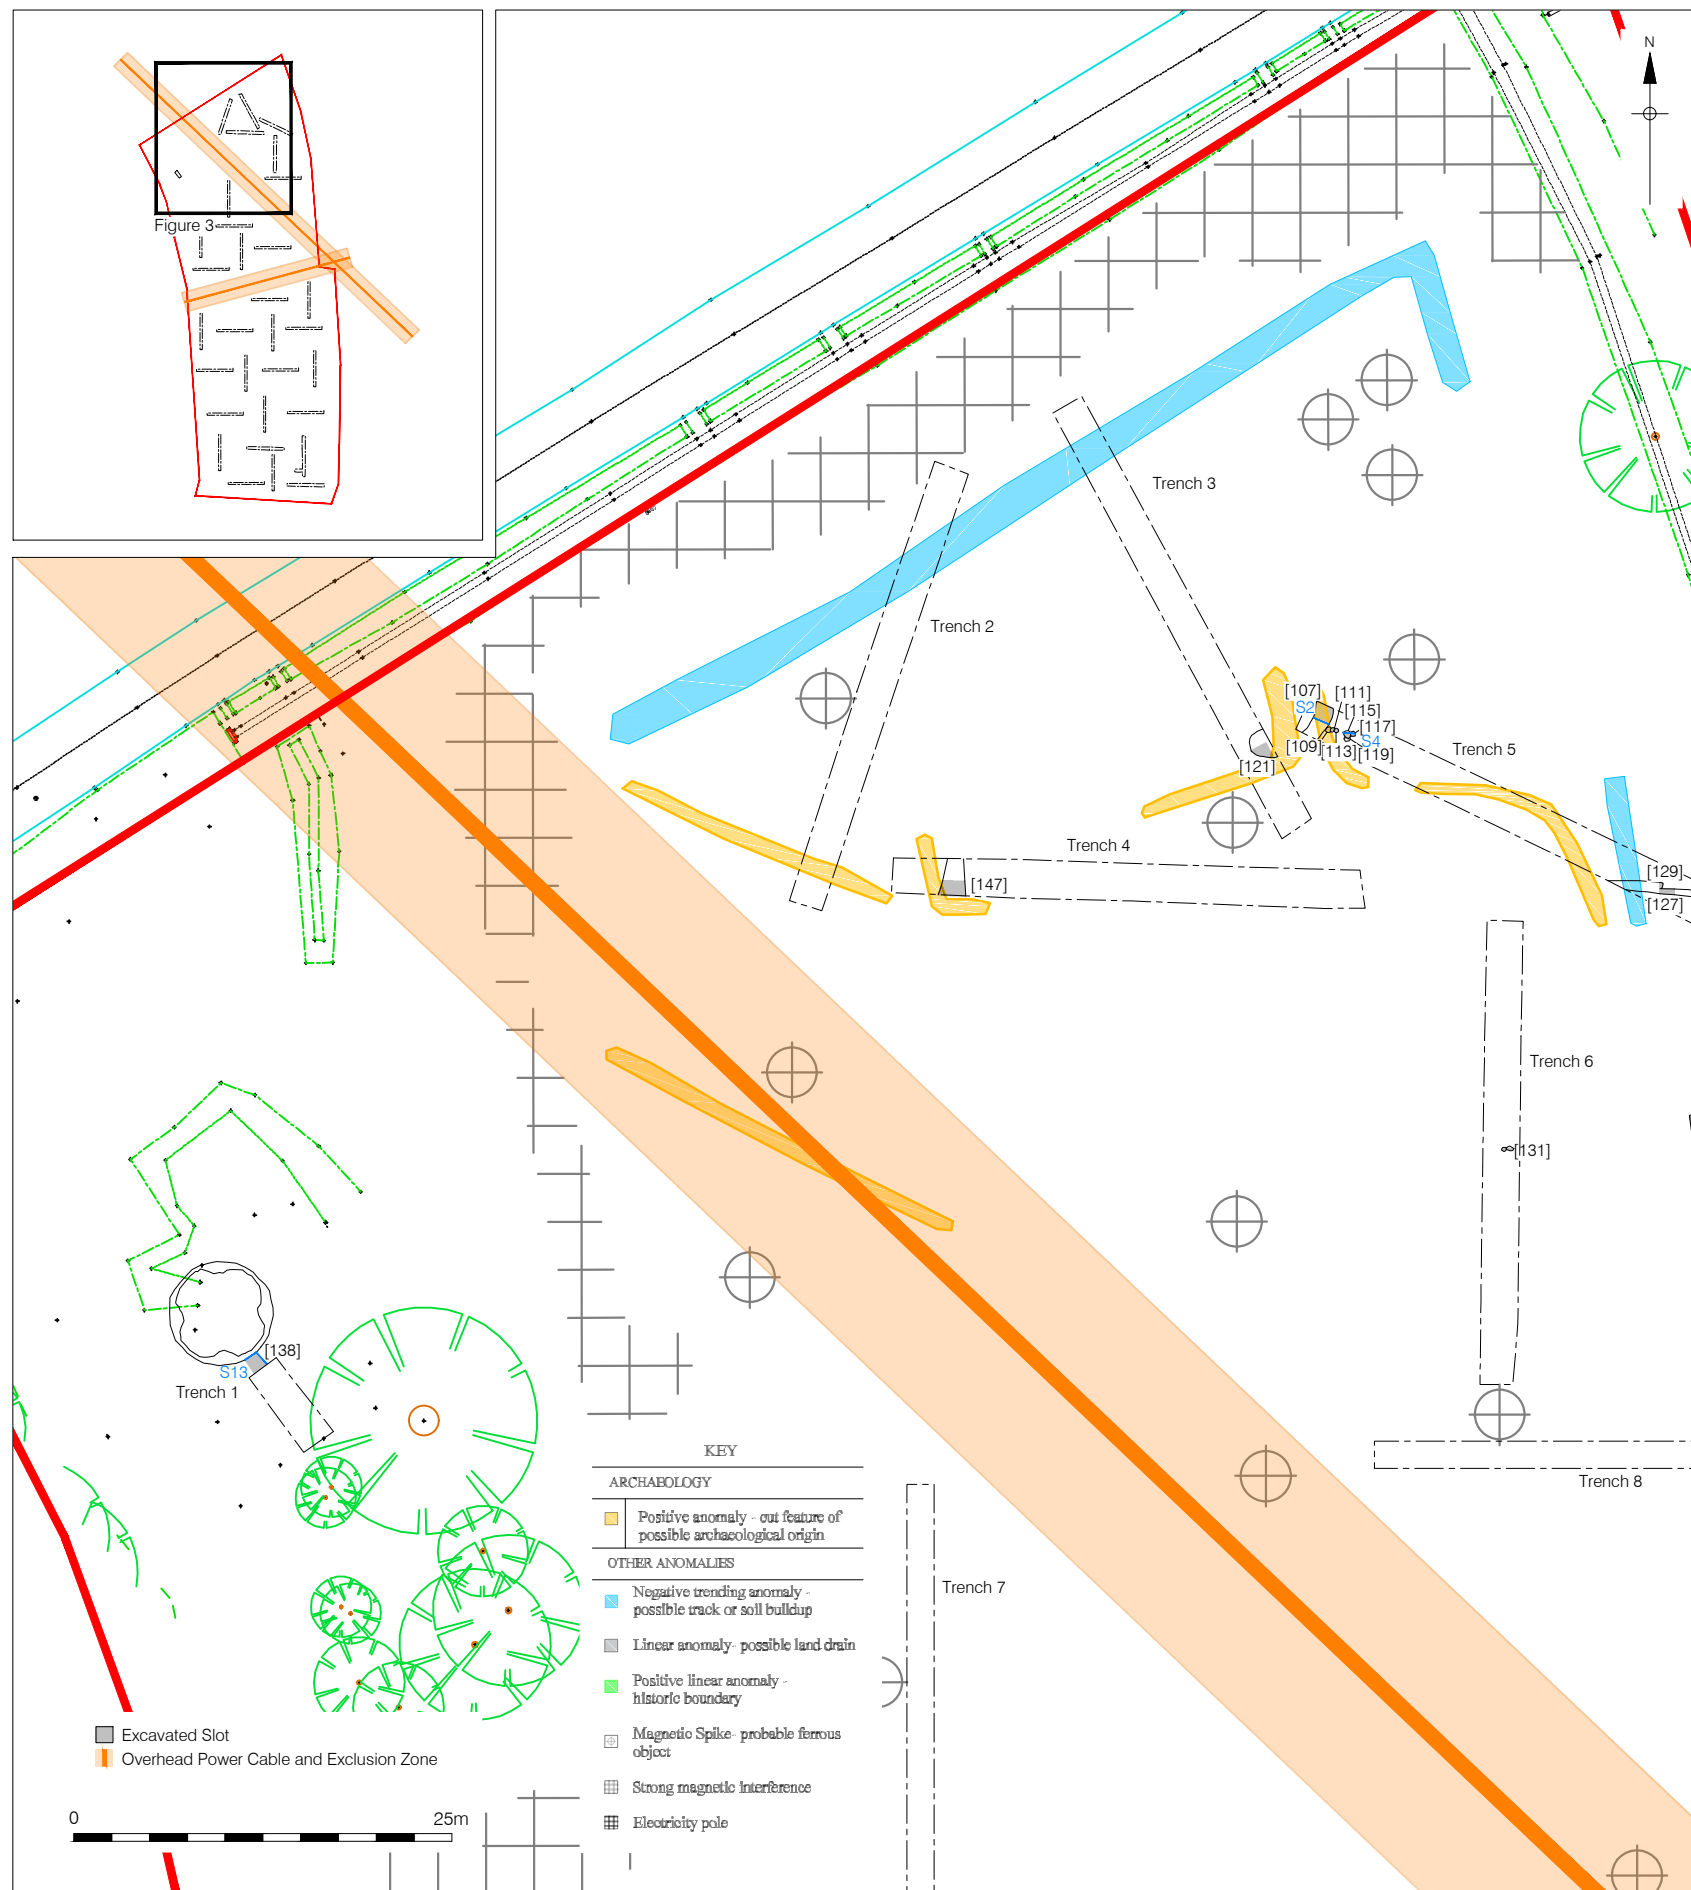 Figure 3
N
Trench 3
Trench 2
[107]
[111]
S2
[115]
[117]
S4
[109]
[113]
[119]
[121]
Trench 5
Trench 4
[147]
[129]
[127]
Trench 6
[131]
[138]
S13
Trench 1
Trench 8
Trench 7
KEY
ARCHAEOLOGY
Positive anomaly - cut feature of
possible archaeological origin
OTHER ANOMALIES
Negative trending anomaly -
possible track or soil buildup
Linear anomaly - possible land drain
Positive linear anomaly -
historic boundary
Magnetic Spike - probable ferrous
object
Strong magnetic interference
Electricity pole
Excavated Slot
Overhead Power Cable and Exclusion Zone
0 25m